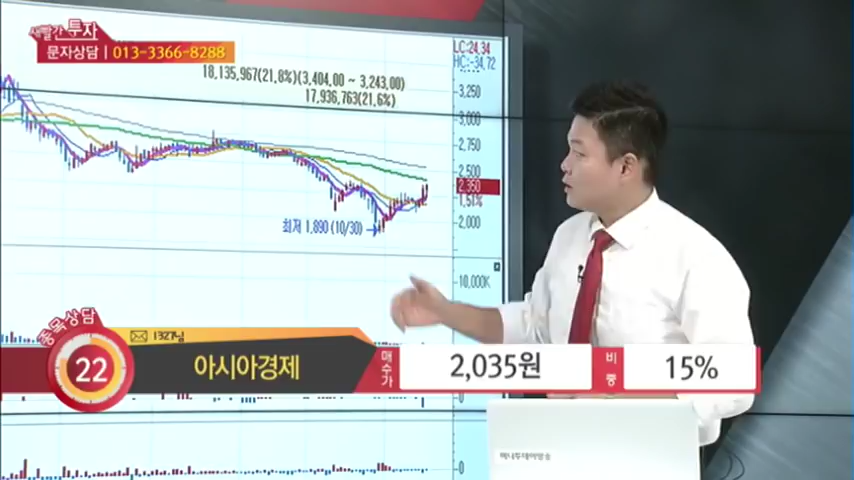 새빨간 투자
문자상담 | 013-3366-8288
LC:24.34
HC:-34.72
18,135,967(21.8%)(3,404.00 ~ 3,243.00)
17,936,763(21.6%)
3,250
3,000
2,750
2,500
2,350
1.51%
2,000
최저 1,890 (10/30)
10,000K
0
0
종목상담
22
1327님
아시아경제
매수가
2,035원
비중
15%